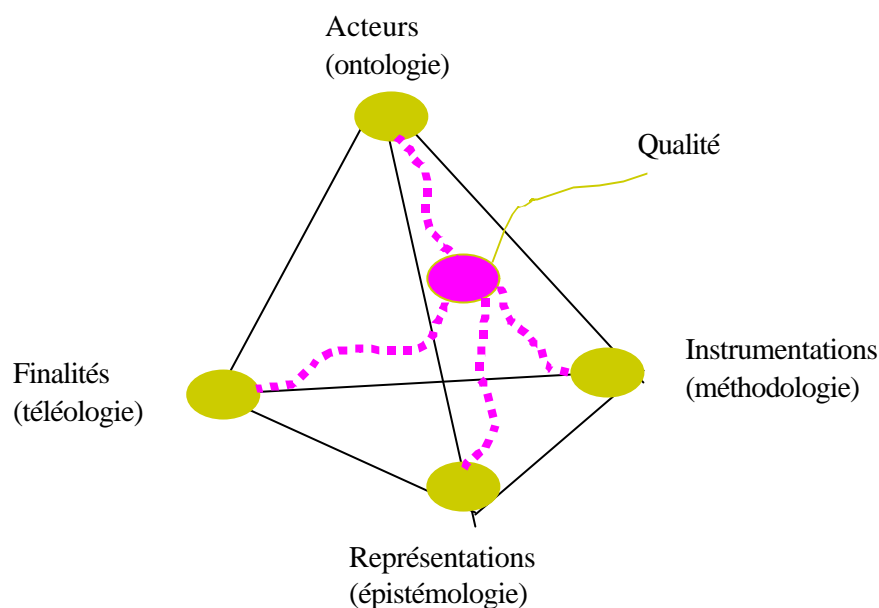 Acteurs
(ontologie)
Qualité
Instrumentations
(méthodologie)
Finalités
(téléologie)
Représentations
(épistémologie)